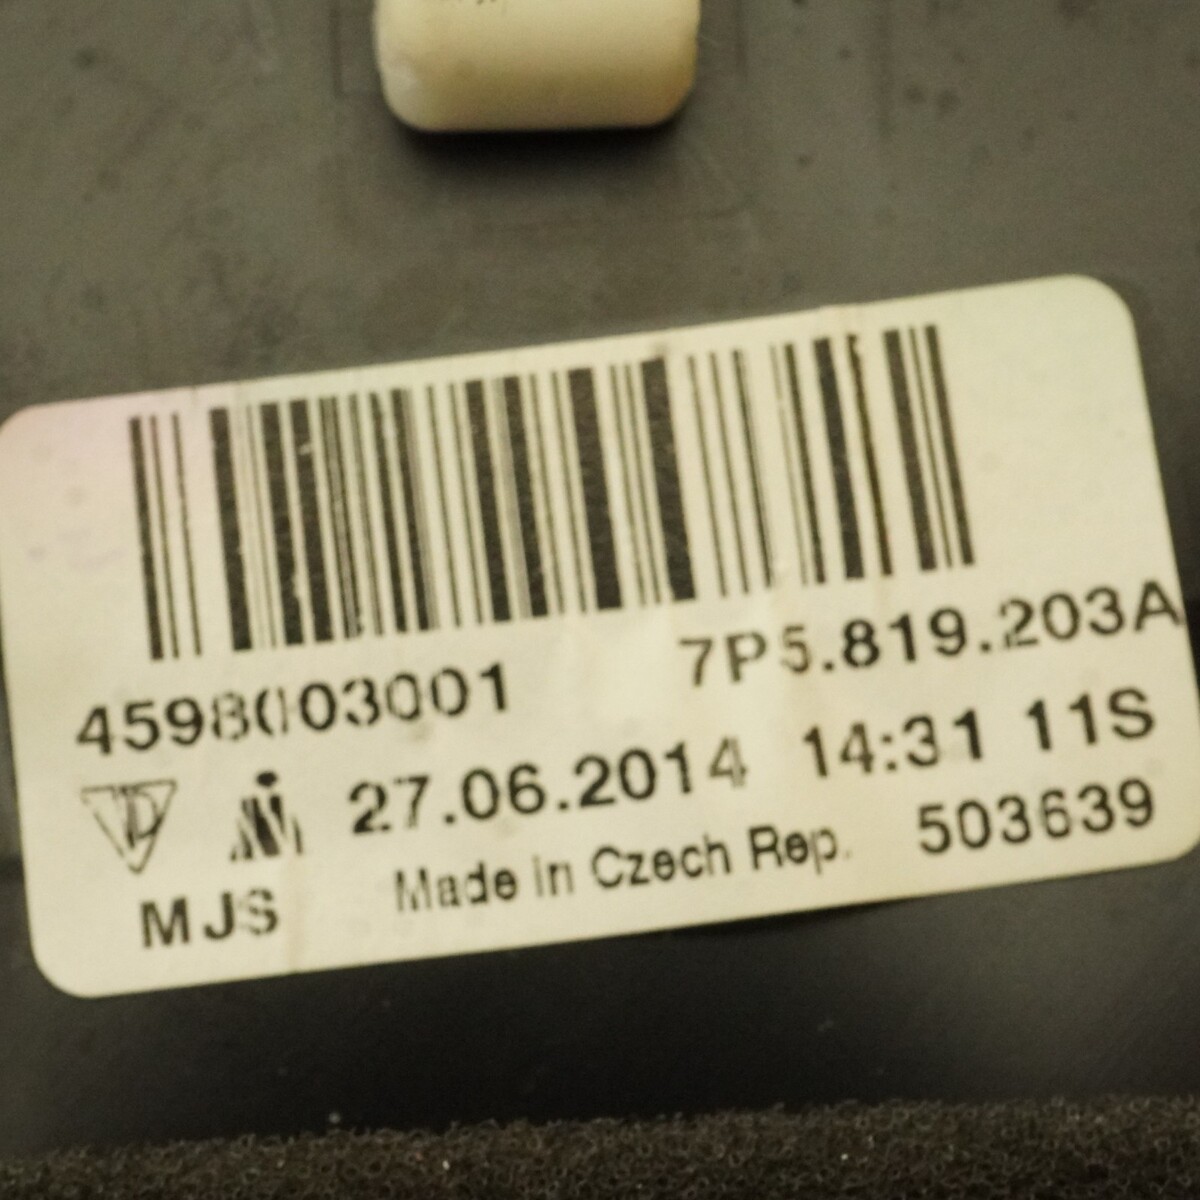 4598003001 7P5.819.203A
27.06.2014 14:31 11S
Made in Czech Rep. 503639
MJS